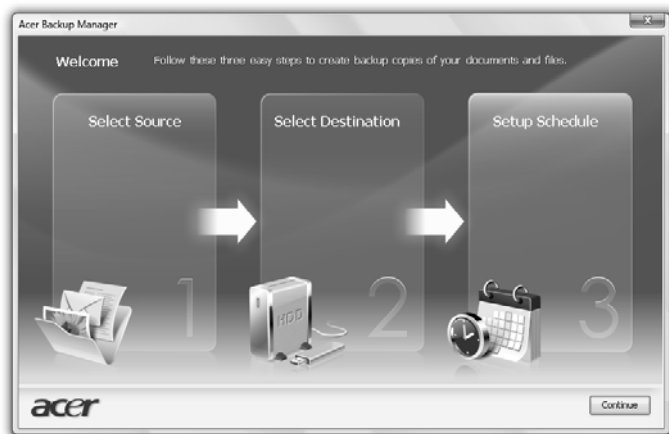 Acer Backup Manager
Welcome Follow these three easy steps to create backup copies of your documents and files.
Select Source
Select Destination
Setup Schedule
1
HDD
2
3
acer
Continue